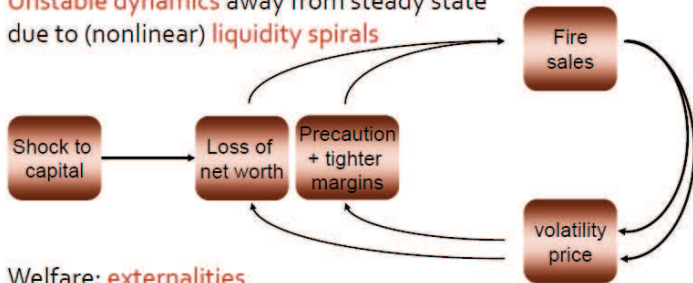 Unstable dynamics away from steady state
due to (nonlinear) liquidity spirals
Fire
sales
Shock to
capital
Loss of
net worth
Precaution
+ tighter
margins
volatility
price
Welfare: externalities